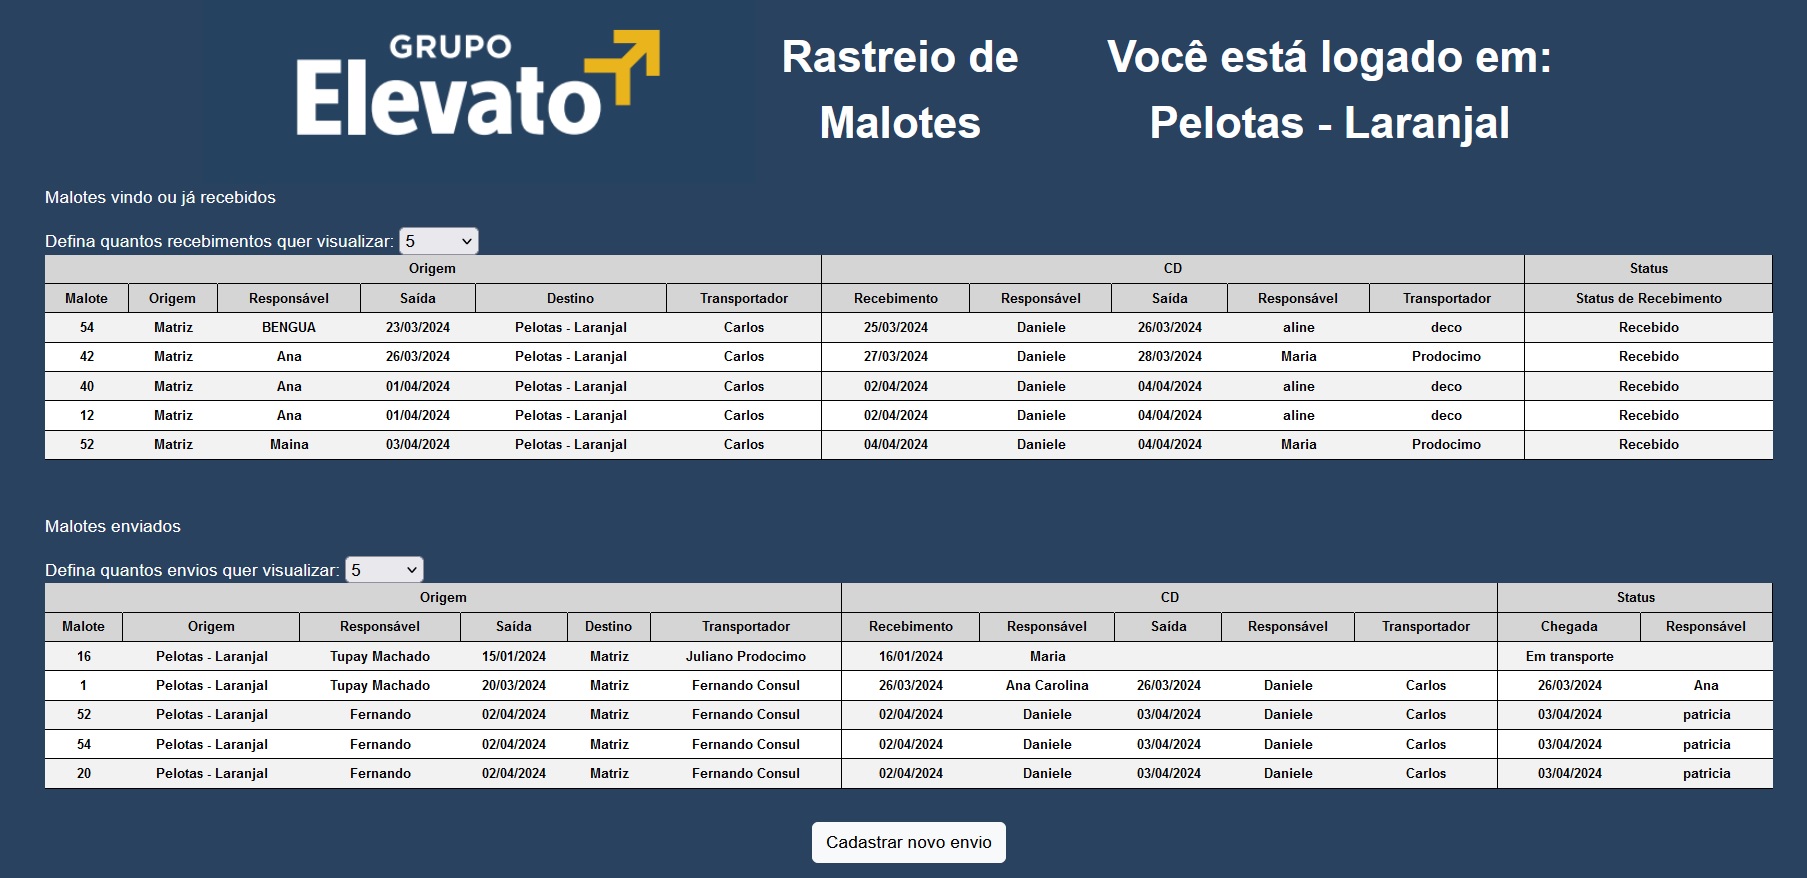 GRUPO
Elevato
Rastreio de
Malotes
Você está logado em:
Pelotas - Laranjal
Malotes vindo ou já recebidos
Defina quantos recebimentos quer visualizar: 5
Origem CD Status
Malote Origem Responsável Saída Destino Transportador Recebimento Responsável Saída Responsável Transportador Status de Recebimento
54 Matriz BENGUA 23/03/2024 Pelotas - Laranjal Carlos 25/03/2024 Daniele 26/03/2024 aline deco Recebido
42 Matriz Ana 26/03/2024 Pelotas - Laranjal Carlos 27/03/2024 Daniele 28/03/2024 Maria Prodocimo Recebido
40 Matriz Ana 01/04/2024 Pelotas - Laranjal Carlos 02/04/2024 Daniele 04/04/2024 aline deco Recebido
12 Matriz Ana 01/04/2024 Pelotas - Laranjal Carlos 02/04/2024 Daniele 04/04/2024 aline deco Recebido
52 Matriz Maina 03/04/2024 Pelotas - Laranjal Carlos 04/04/2024 Daniele 04/04/2024 Maria Prodocimo Recebido
Malotes enviados
Defina quantos envios quer visualizar: 5
Origem CD Status
Malote Origem Responsável Saída Destino Transportador Recebimento Responsável Saída Responsável Transportador Chegada Responsável
16 Pelotas - Laranjal Tupay Machado 15/01/2024 Matriz Juliano Prodocimo 16/01/2024 Maria Em transporte
1 Pelotas - Laranjal Tupay Machado 20/03/2024 Matriz Fernando Consul 26/03/2024 Ana Carolina 26/03/2024 Daniele Carlos 26/03/2024 Ana
52 Pelotas - Laranjal Fernando 02/04/2024 Matriz Fernando Consul 02/04/2024 Daniele 03/04/2024 Daniele Carlos 03/04/2024 patricia
54 Pelotas - Laranjal Fernando 02/04/2024 Matriz Fernando Consul 02/04/2024 Daniele 03/04/2024 Daniele Carlos 03/04/2024 patricia
20 Pelotas - Laranjal Fernando 02/04/2024 Matriz Fernando Consul 02/04/2024 Daniele 03/04/2024 Daniele Carlos 03/04/2024 patricia
Cadastrar novo envio